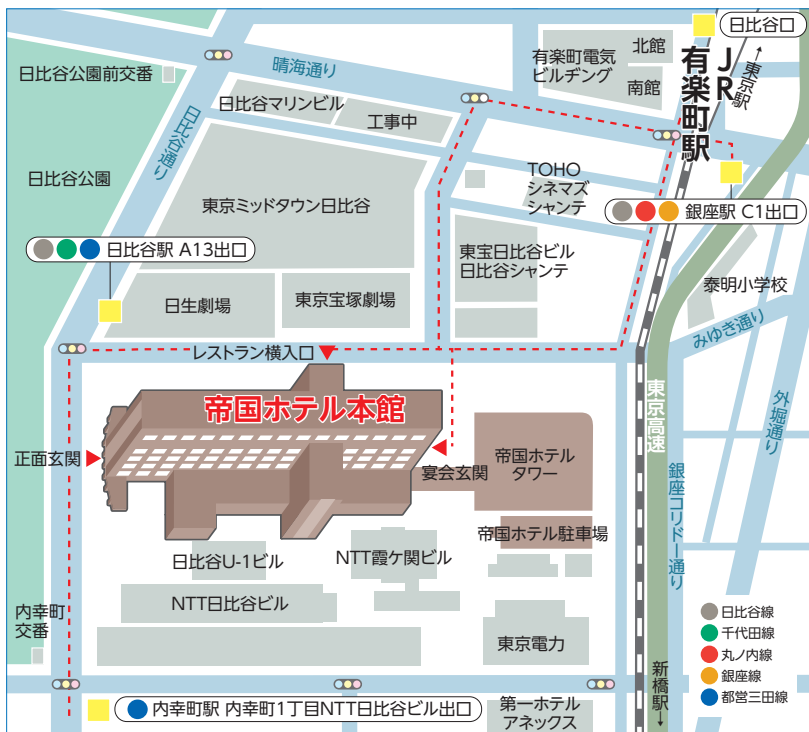 日比谷口
晴海通り
有楽町電気
ビルヂング
北館
南館
JR
有楽町駅
↑東京駅
日比谷公園前交番
日比谷マリンビル
工事中
日比谷通り
日比谷公園
東京ミッドタウン日比谷
TOHO
シネマズ
シャンテ
銀座駅 C1出口
日比谷駅 A13出口
東宝日比谷ビル
日比谷シャンテ
泰明小学校
日生劇場
東京宝塚劇場
みゆき通り
レストラン横入口
帝国ホテル本館
東京高速
外堀通り
正面玄関
宴会玄関
帝国ホテル
タワー
銀座コリドー通り
帝国ホテル駐車場
日比谷U-1ビル
NTT霞ケ関ビル
NTT日比谷ビル
内幸町
交番
東京電力
日比谷線
千代田線
丸ノ内線
銀座線
都営三田線
新橋駅↓
内幸町駅 内幸町1丁目NTT日比谷ビル出口
第一ホテル
アネックス